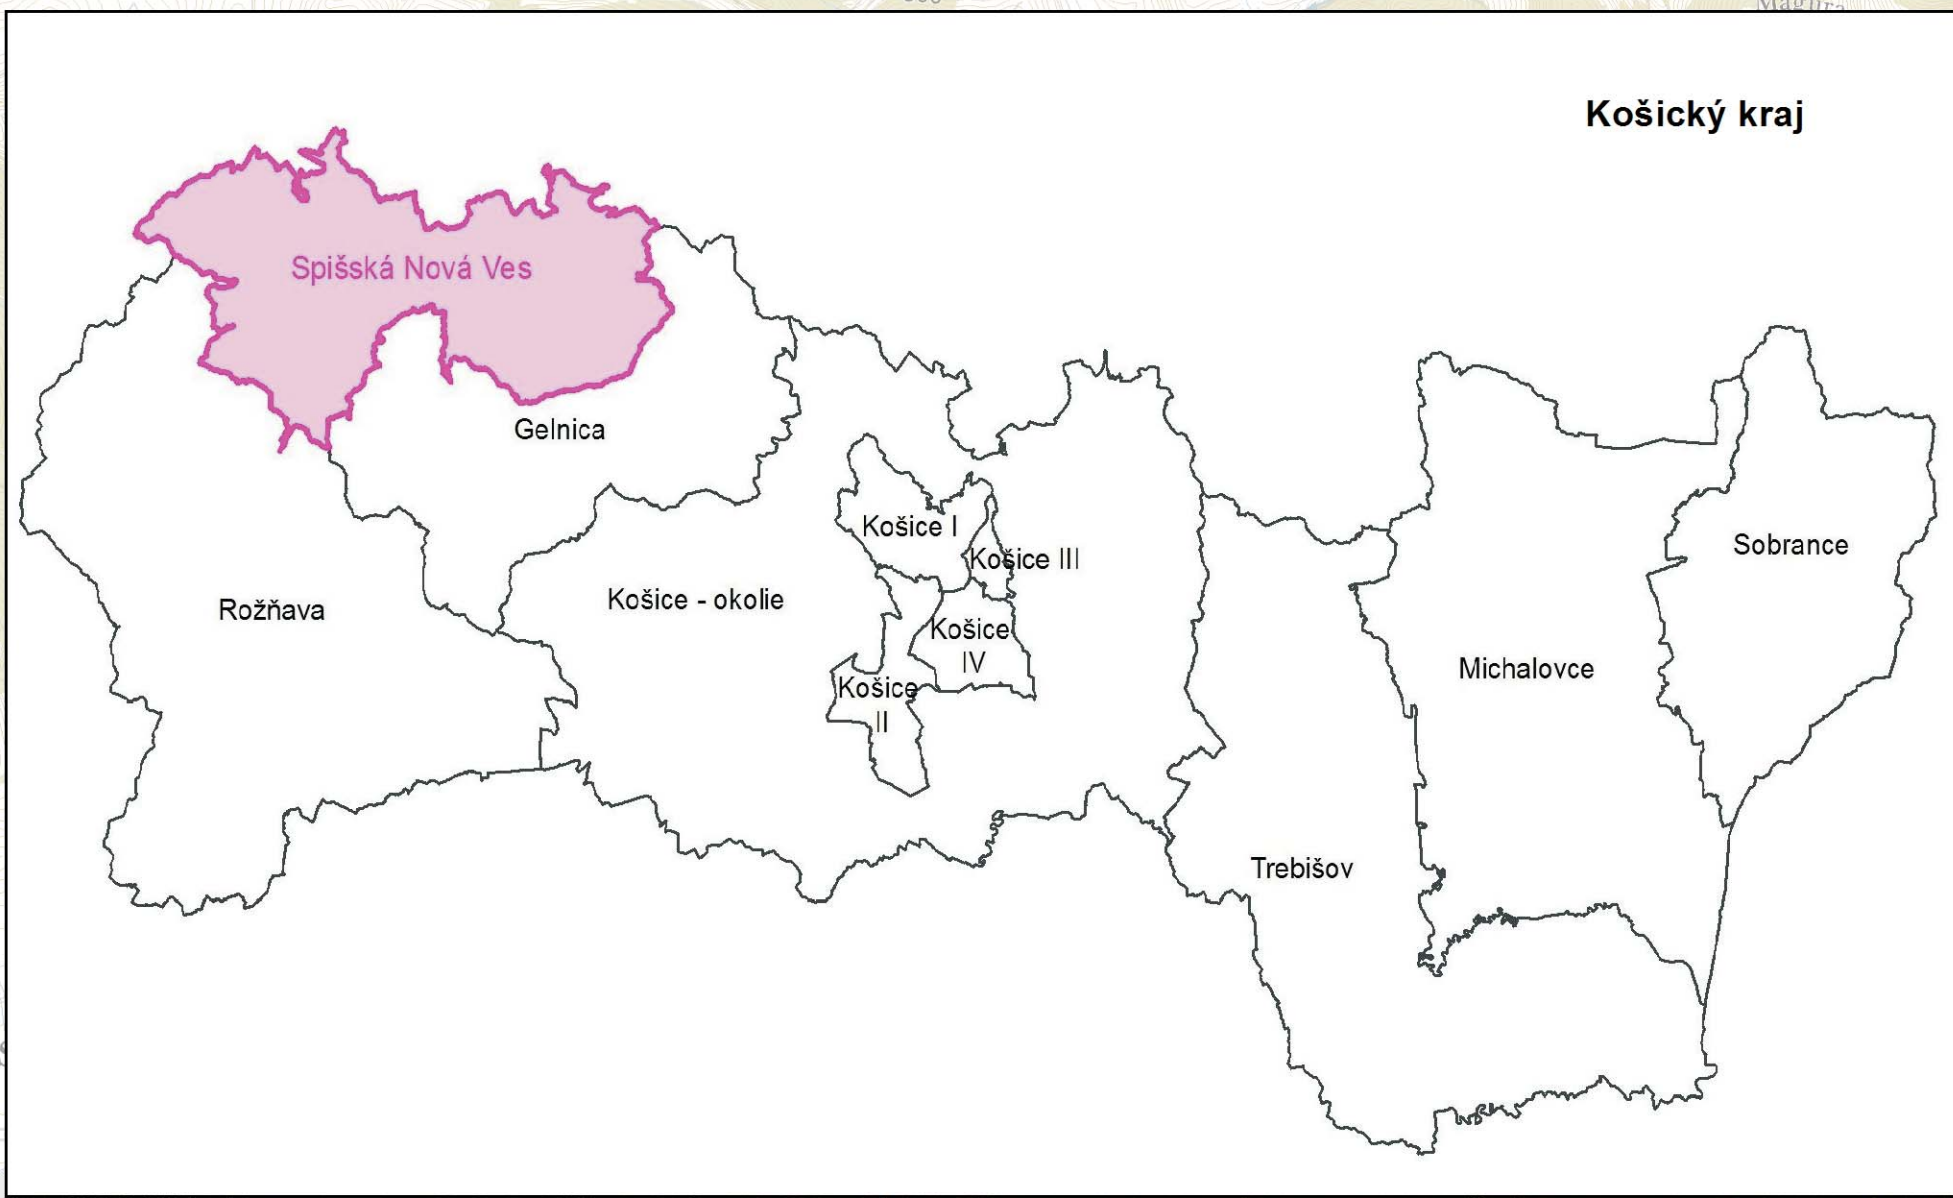 Košický kraj
Spišská Nová Ves
Gelnica
Košice I
Košice III
Sobrance
Rožňava
Košice - okolie
Košice
IV
Michalovce
Košice
II
Trebišov